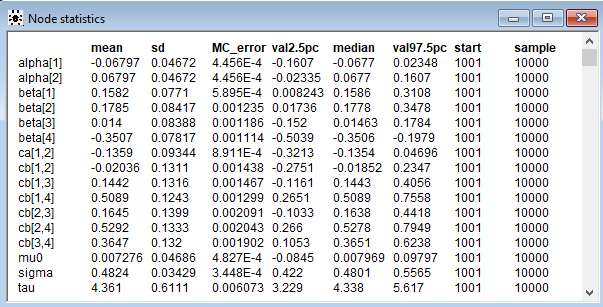 Node statistics
mean sd MC_error val2.5pc median val97.5pc start sample
alpha[1] -0.06797 0.04672 4.456E-4 -0.1607 -0.0677 0.02348 1001 10000
alpha[2] 0.06797 0.04672 4.456E-4 -0.02335 0.0677 0.1607 1001 10000
beta[1] 0.1582 0.0771 5.895E-4 0.008243 0.1586 0.3108 1001 10000
beta[2] 0.1785 0.08417 0.001235 0.01736 0.1778 0.3478 1001 10000
beta[3] 0.014 0.08388 0.001186 -0.152 0.01463 0.1784 1001 10000
beta[4] -0.3507 0.07817 0.001114 -0.5039 -0.3506 -0.1979 1001 10000
ca[1,2] -0.1359 0.09344 8.911E-4 -0.3213 -0.1354 0.04696 1001 10000
cb[1,2] -0.02036 0.1311 0.001438 -0.2751 -0.01852 0.2347 1001 10000
cb[1,3] 0.1442 0.1316 0.001467 -0.1161 0.1443 0.4056 1001 10000
cb[1,4] 0.5089 0.1243 0.001299 0.2651 0.5089 0.7558 1001 10000
cb[2,3] 0.1645 0.1399 0.002091 -0.1033 0.1638 0.4418 1001 10000
cb[2,4] 0.5292 0.1333 0.002043 0.266 0.5278 0.7949 1001 10000
cb[3,4] 0.3647 0.132 0.001902 0.1053 0.3651 0.6238 1001 10000
mu0 0.007276 0.04686 4.827E-4 -0.0845 0.007969 0.09797 1001 10000
sigma 0.4824 0.03429 3.448E-4 0.422 0.4801 0.5565 1001 10000
tau 4.361 0.6111 0.006073 3.229 4.338 5.617 1001 10000